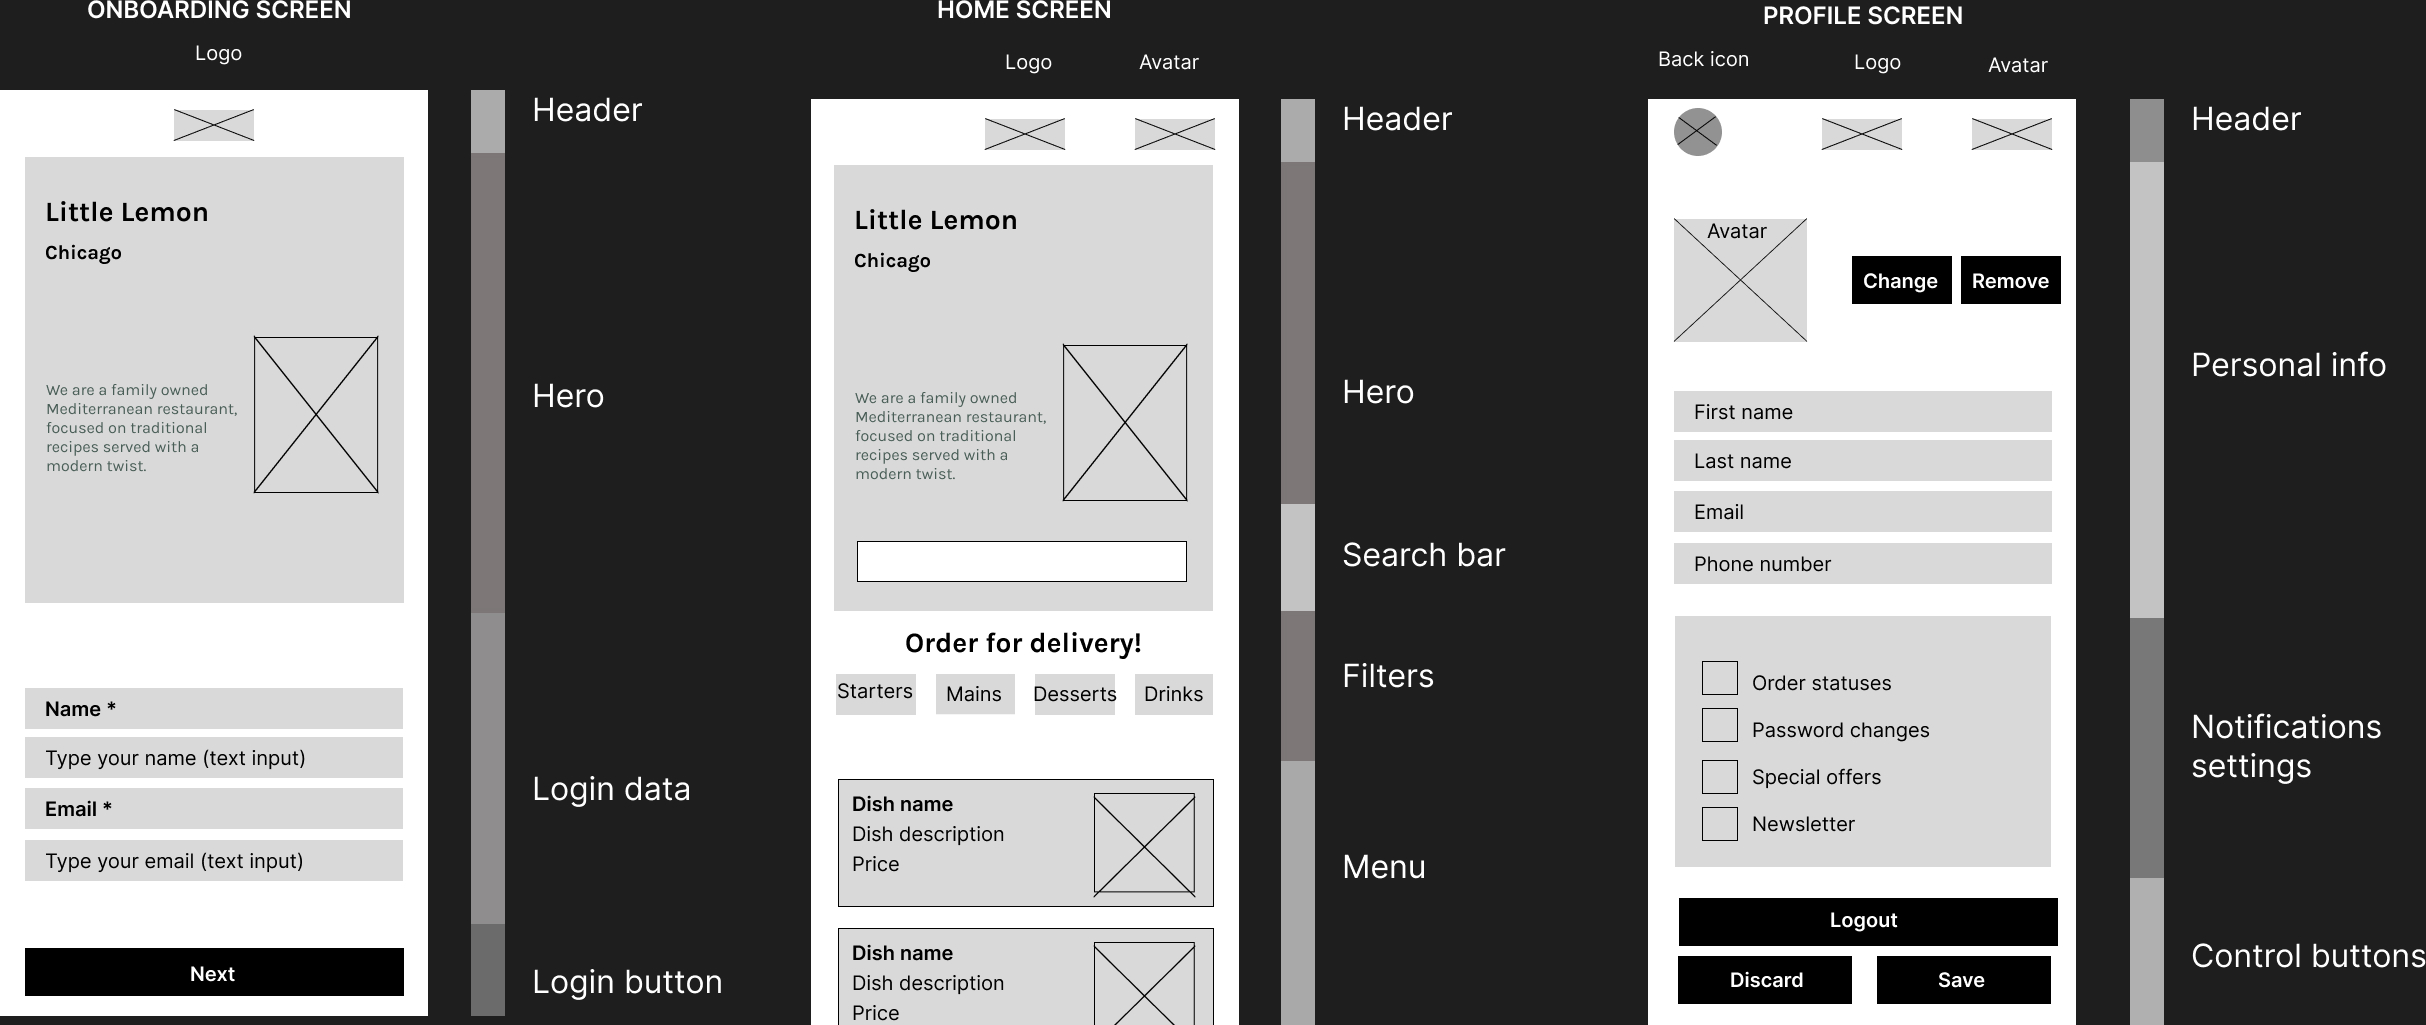 ONBOARDING SCREEN
Logo
Header
Little Lemon
Chicago
We are a family owned
Mediterranean restaurant,
focused on traditional
recipes served with a
modern twist.
Hero
Name *
Type your name (text input)
Email *
Type your email (text input)
Login data
Next
Login button
HOME SCREEN
Logo
Avatar
Header
Little Lemon
Chicago
We are a family owned
Mediterranean restaurant,
focused on traditional
recipes served with a
modern twist.
Hero
Search bar
Order for delivery!
Starters
Mains
Desserts
Drinks
Filters
Dish name
Dish description
Price
Menu
Dish name
Dish description
Price
PROFILE SCREEN
Back icon
Logo
Avatar
Header
Avatar
Change
Remove
Personal info
First name
Last name
Email
Phone number
Order statuses
Password changes
Special offers
Newsletter
Notifications
settings
Logout
Discard
Save
Control buttons